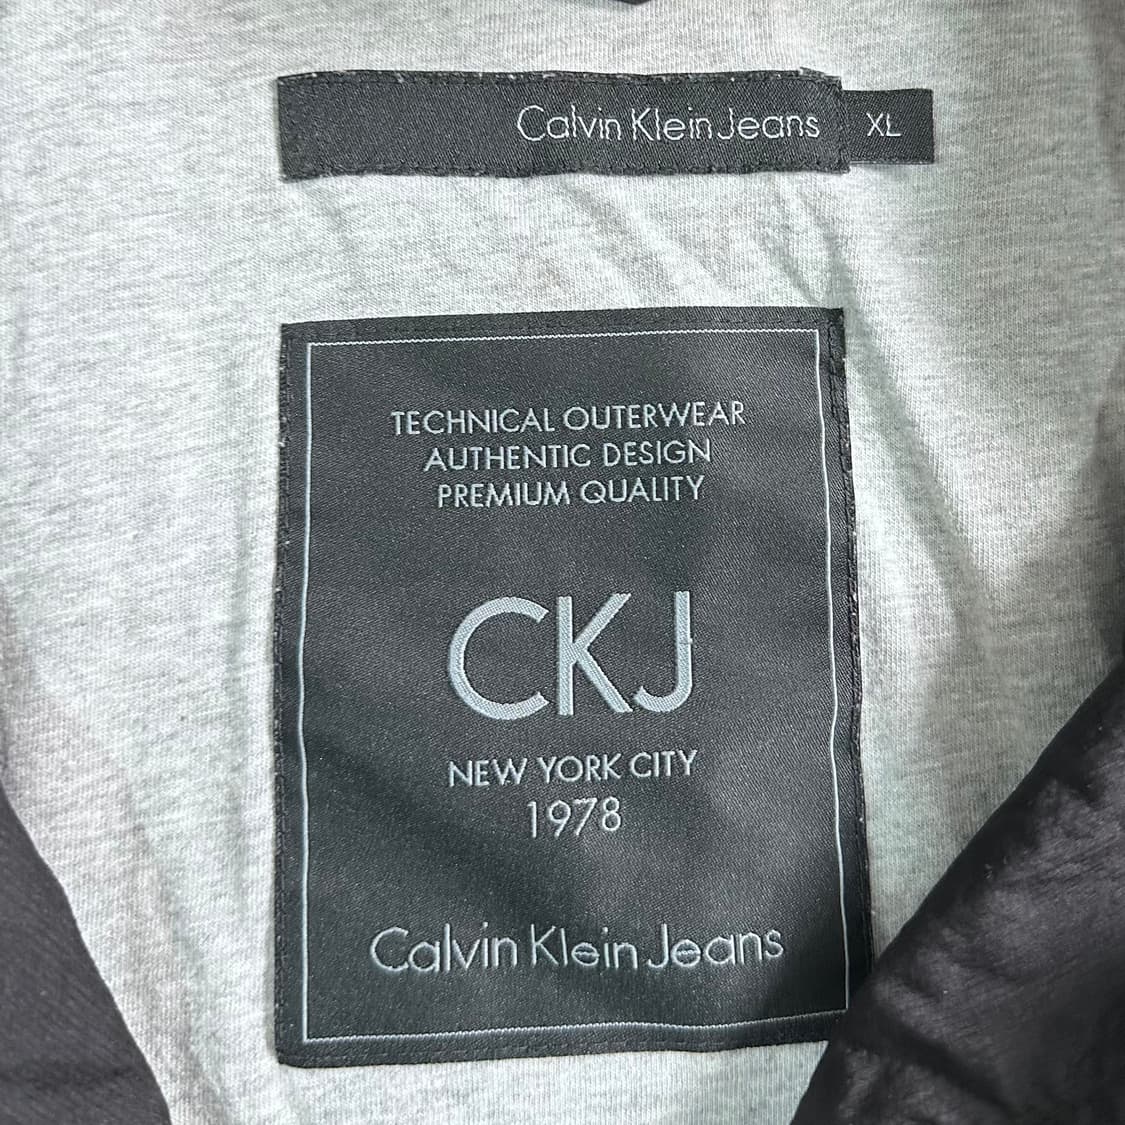 Calvin Klein Jeans
XL
TECHNICAL OUTERWEAR
AUTHENTIC DESIGN
PREMIUM QUALITY
CKJ
NEW YORK CITY
1978
Calvin Klein Jeans